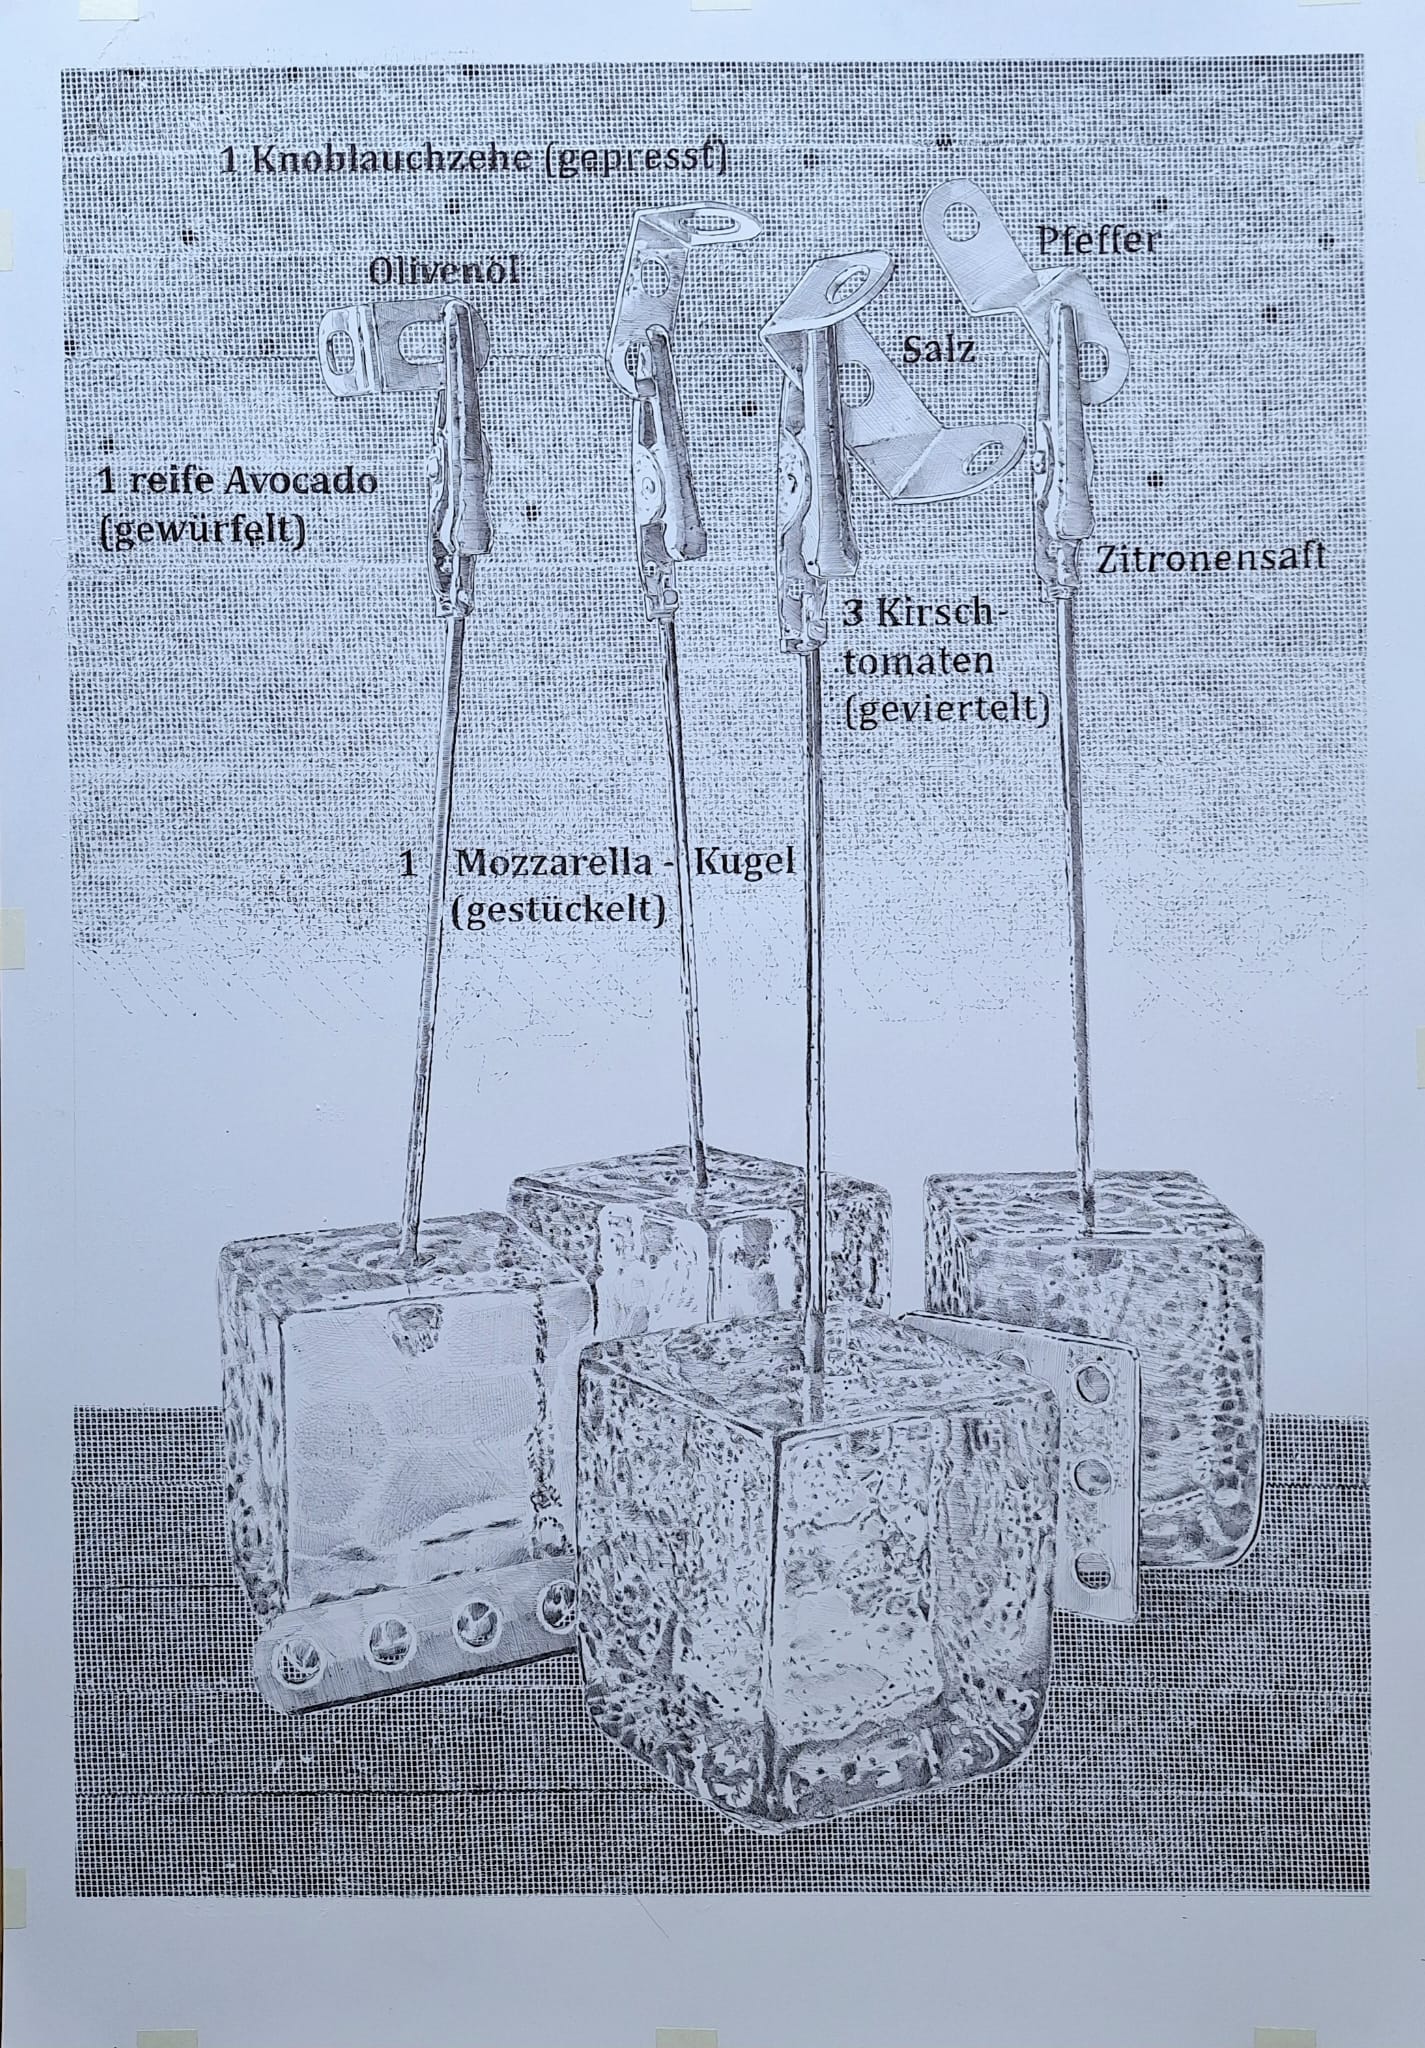 1 Knoblauchzehe (gepresst)
Olivenöl
Pfeffer
Salz
1 reife Avocado
(gewürfelt)
Zitronensaft
3 Kirsch-
tomaten
(geviertelt)
1 Mozzarella - Kugel
(gestückelt)